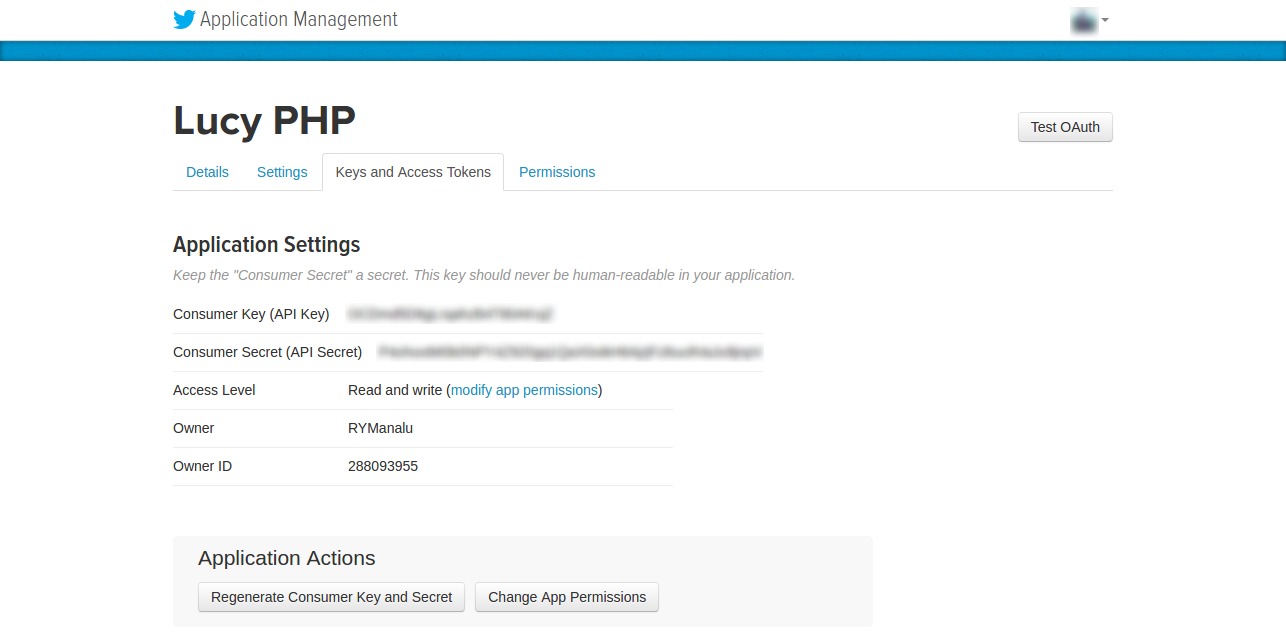 Application Management
Lucy PHP
Test OAuth
Details Settings Keys and Access Tokens Permissions
Application Settings
Keep the "Consumer Secret" a secret. This key should never be human-readable in your application.
Consumer Key (API Key)
Consumer Secret (API Secret)
Access Level Read and write (modify app permissions)
Owner RYManalu
Owner ID 288093955
Application Actions
Regenerate Consumer Key and Secret Change App Permissions